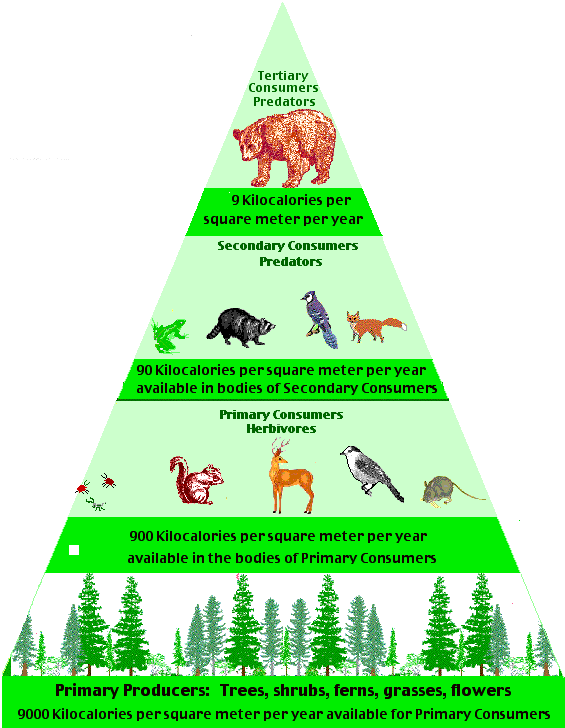 Tertiary
Consumers
Predators
9 Kilocalories per
square meter per year
Secondary Consumers
Predators
90 Kilocalories per square meter per year
available in bodies of Secondary Consumers
Primary Consumers
Herbivores
900 Kilocalories per square meter per year
available in the bodies of Primary Consumers
Primary Producers: Trees, shrubs, ferns, grasses, flowers
9000 Kilocalories per square meter per year available for Primary Consumers